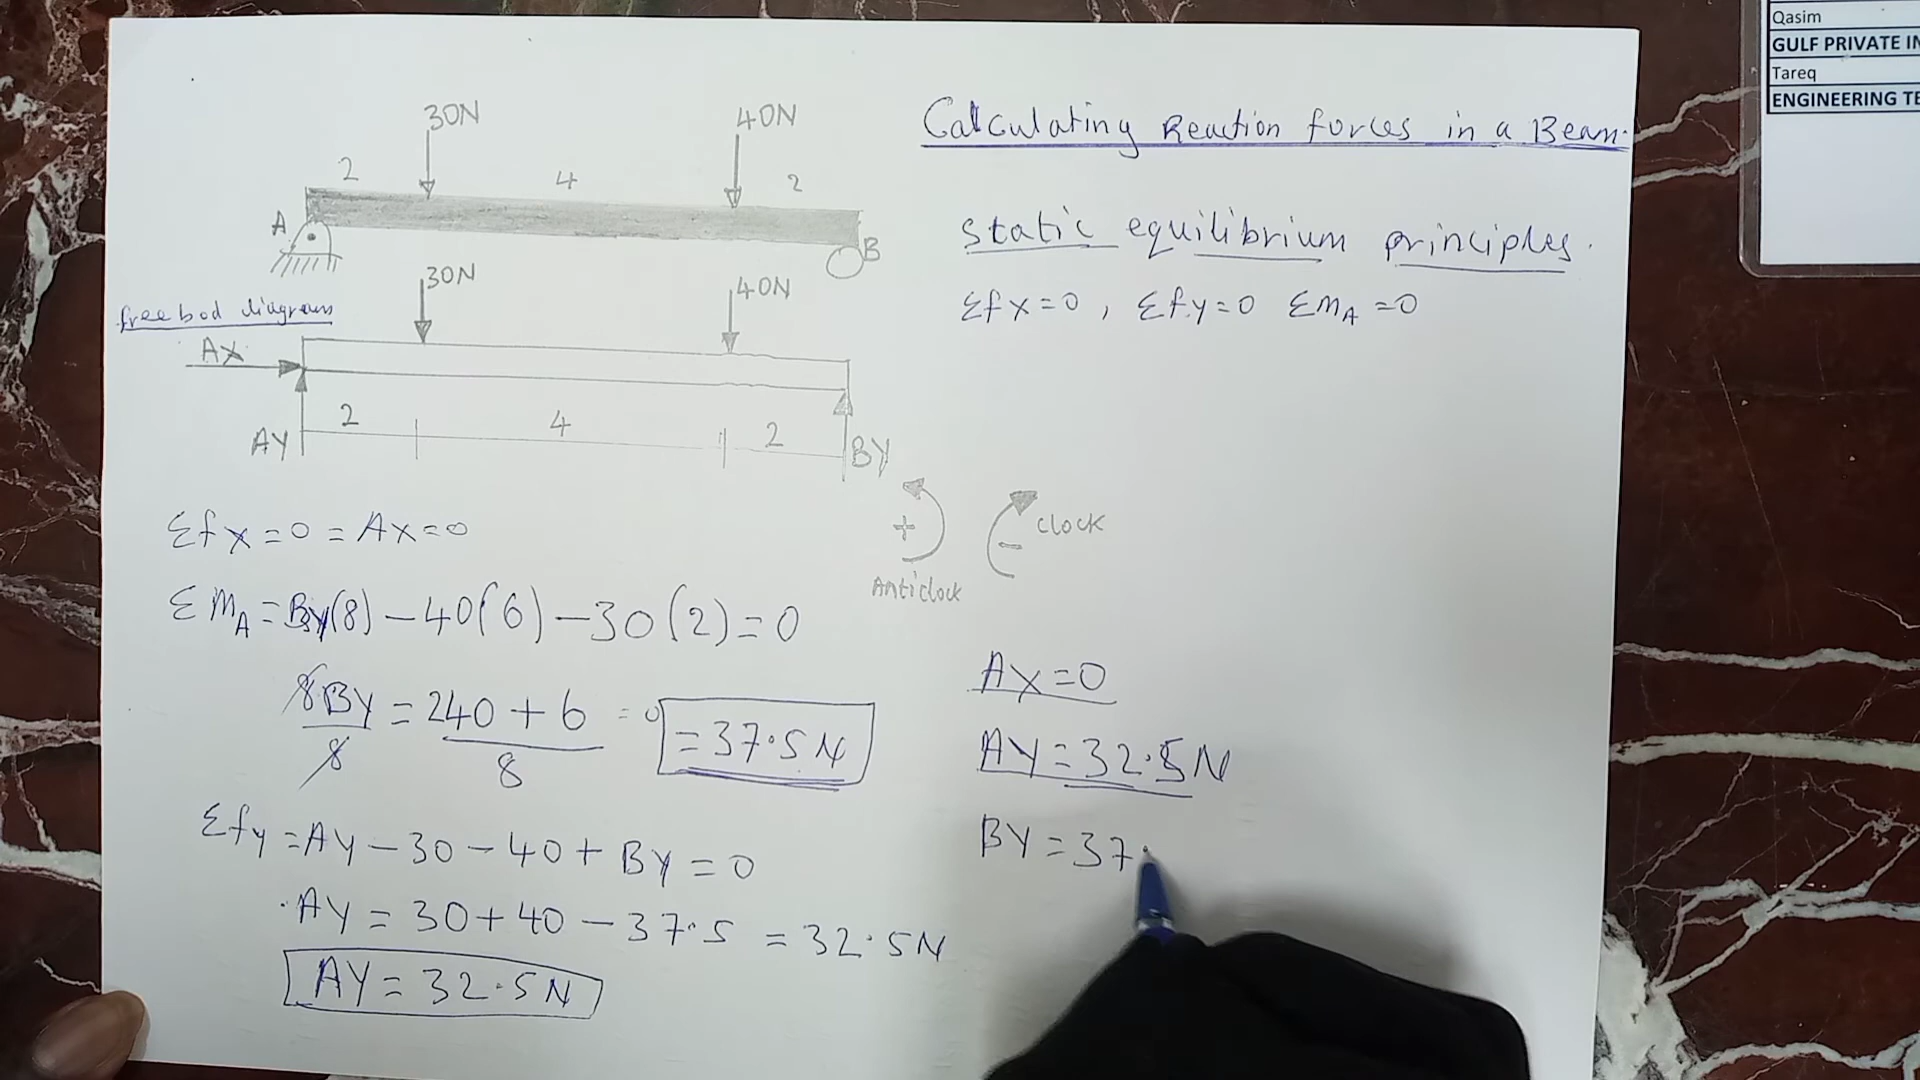 Qasim
GULF PRIVATE IN
Tareq
ENGINEERING TE
Calculating Reaction forces in a Beam.
static equilibrium principles.
Σfx=0, Σfy=0 ΣMA=0
30N 40N
2 4 2
A B
free bod diagram
30N 40N
AX
2 4 2
AY BY
+ - clock
Anticlock
Σfx=0=AX=0
ΣMA=By(8)-40(6)-30(2)=0
8BY/8 = 240+6/8 =0 =37.5N
Σfy=AY-30-40+BY=0
AY=30+40-37.5=32.5N
AY=32.5N
AX=0
AY=32.5N
BY=37.